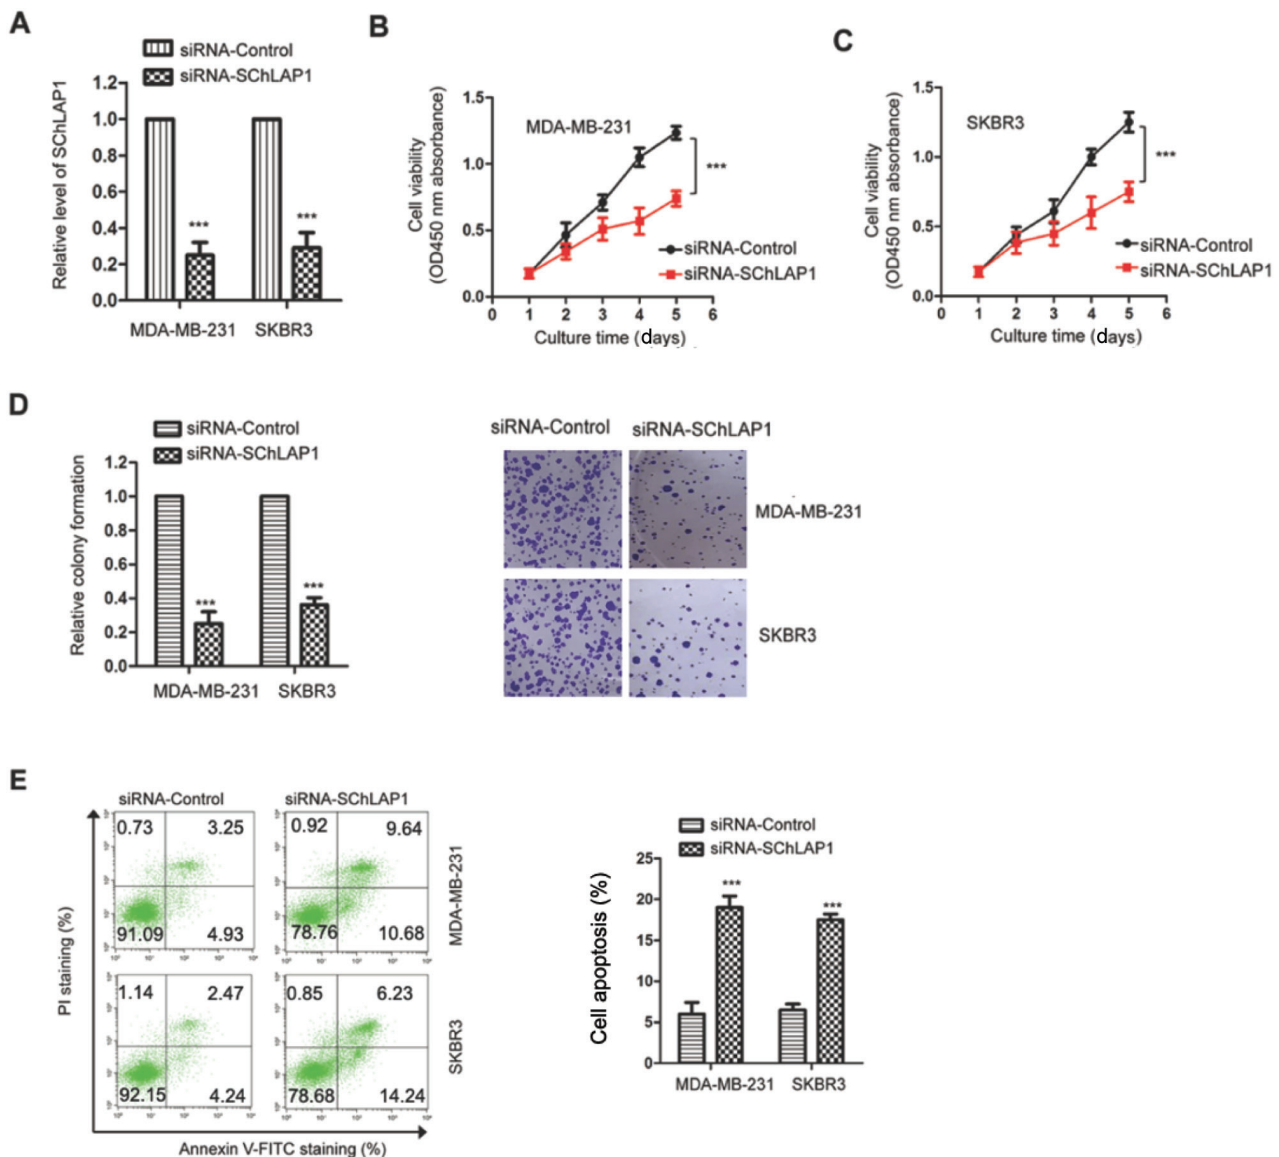 A
siRNA-Control
siRNA-SChLAP1
Relative level of SChLAP1
1.2
1.0
0.8
0.6
0.4
0.2
0.0
***
***
MDA-MB-231 SKBR3
B
Cell viability
(OD450 nm absorbance)
1.5
1.0
0.5
0.0
MDA-MB-231
***
siRNA-Control
siRNA-SChLAP1
0 1 2 3 4 5 6
Culture time (days)
C
Cell viability
(OD450 nm absorbance)
1.5
1.0
0.5
0.0
SKBR3
***
siRNA-Control
siRNA-SChLAP1
0 1 2 3 4 5 6
Culture time (days)
D
siRNA-Control
siRNA-SChLAP1
Relative colony formation
1.2
1.0
0.8
0.6
0.4
0.2
0.0
***
***
MDA-MB-231 SKBR3
siRNA-Control siRNA-SChLAP1
MDA-MB-231
SKBR3
E
siRNA-Control siRNA-SChLAP1
0.73 3.25 0.92 9.64
91.09 4.93 78.76 10.68
MDA-MB-231
1.14 2.47 0.85 6.23
92.15 4.24 78.68 14.24
SKBR3
PI staining (%)
Annexin V-FITC staining (%)
siRNA-Control
siRNA-SChLAP1
Cell apoptosis (%)
25
20
15
10
5
0
***
***
MDA-MB-231 SKBR3